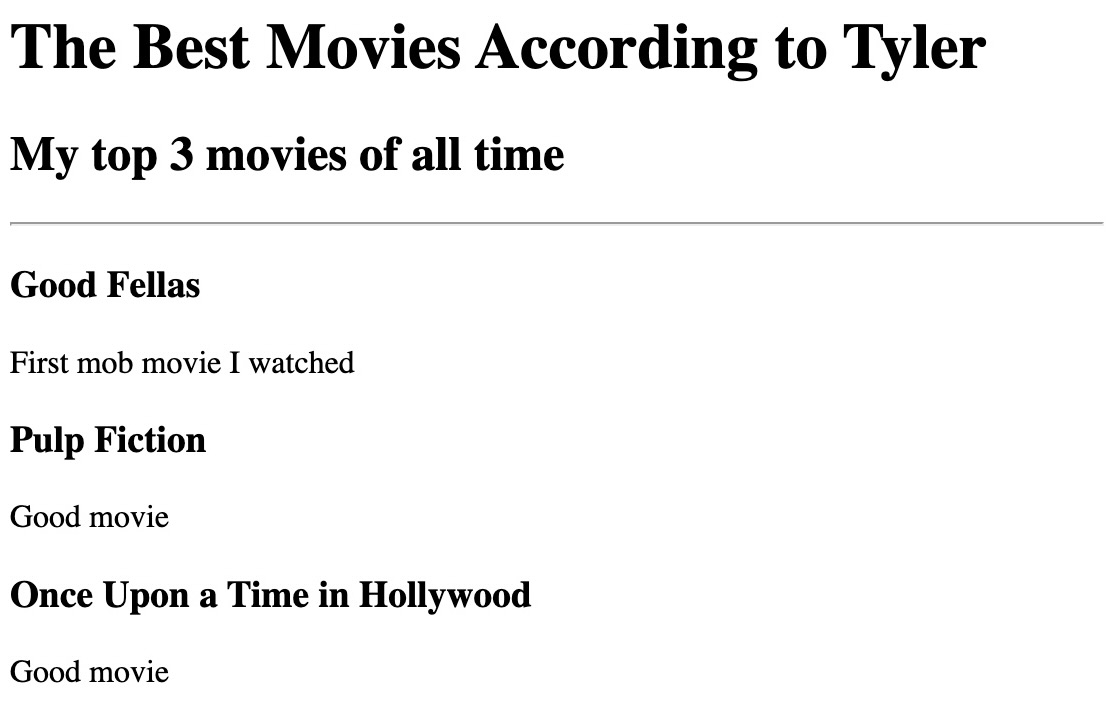 The Best Movies According to Tyler
My top 3 movies of all time
Good Fellas
First mob movie I watched
Pulp Fiction
Good movie
Once Upon a Time in Hollywood
Good movie